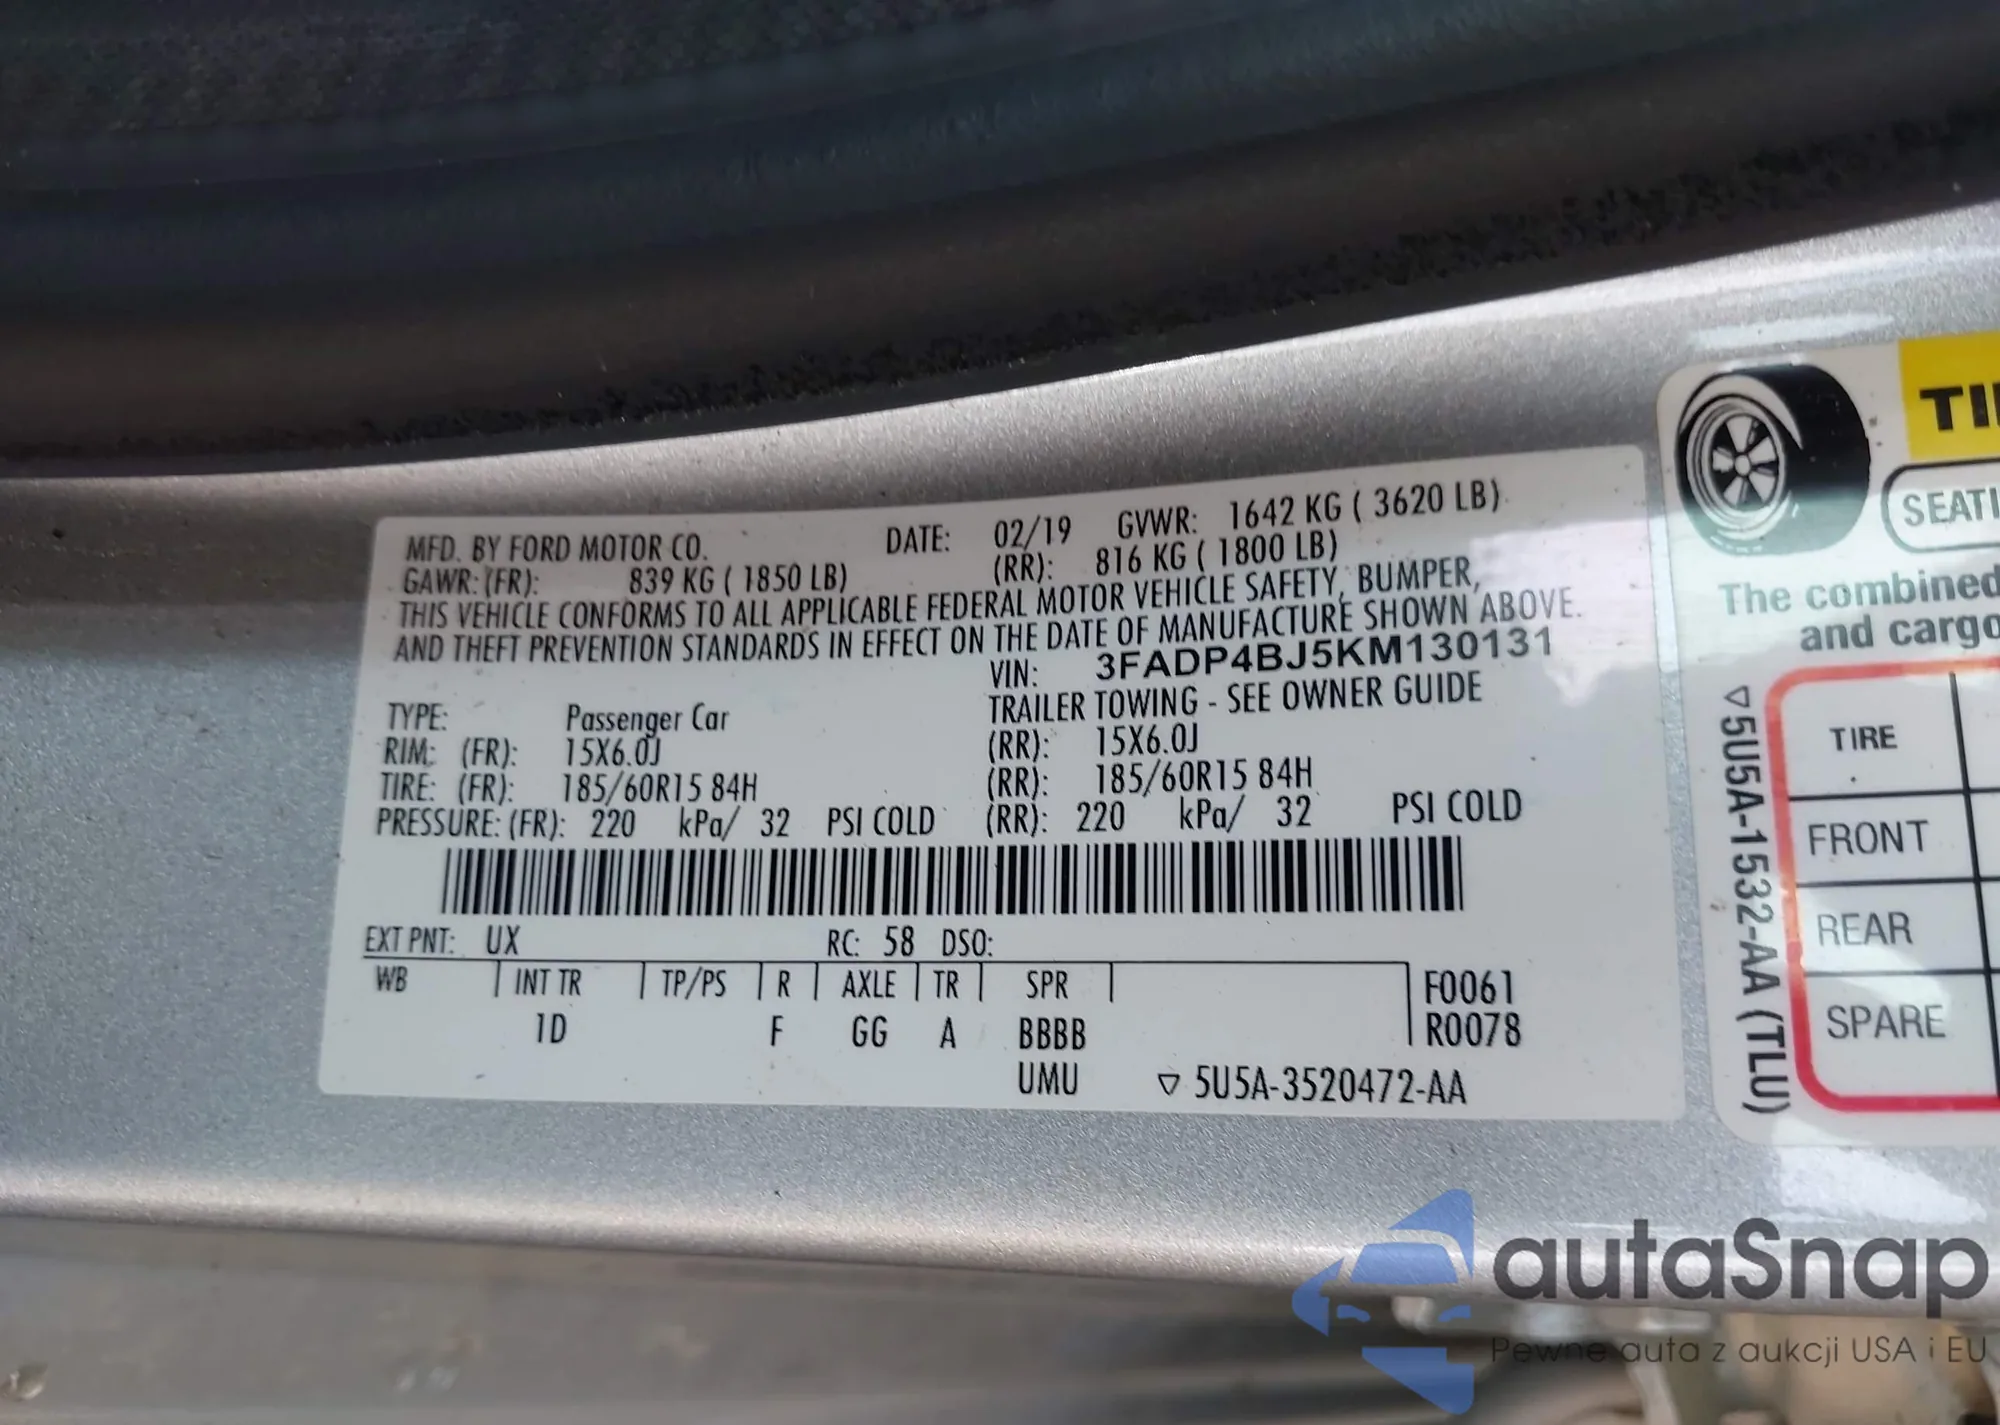 MFD. BY FORD MOTOR CO. DATE: 02/19 GVWR: 1642 KG ( 3620 LB)
GAWR: (FR): 839 KG ( 1850 LB) (RR): 816 KG ( 1800 LB)
THIS VEHICLE CONFORMS TO ALL APPLICABLE FEDERAL MOTOR VEHICLE SAFETY, BUMPER,
AND THEFT PREVENTION STANDARDS IN EFFECT ON THE DATE OF MANUFACTURE SHOWN ABOVE.
VIN: 3FADP4BJ5KM130131
TYPE: Passenger Car TRAILER TOWING - SEE OWNER GUIDE
RIM: (FR): 15X6.0J (RR): 15X6.0J
TIRE: (FR): 185/60R15 84H (RR): 185/60R15 84H
PRESSURE: (FR): 220 kPa/ 32 PSI COLD (RR): 220 kPa/ 32 PSI COLD
EXT PNT: UX RC: 58 DSO:
WB INT TR TP/PS R AXLE TR SPR F0061
1D F GG A BBBB R0078
UMU ▽ 5U5A-3520472-AA
SEATI
The combined
and cargo
▽5U5A-1532-AA (TLU)
TIRE
FRONT
REAR
SPARE
autaSnap
Pewne auta z aukcji USA i EU